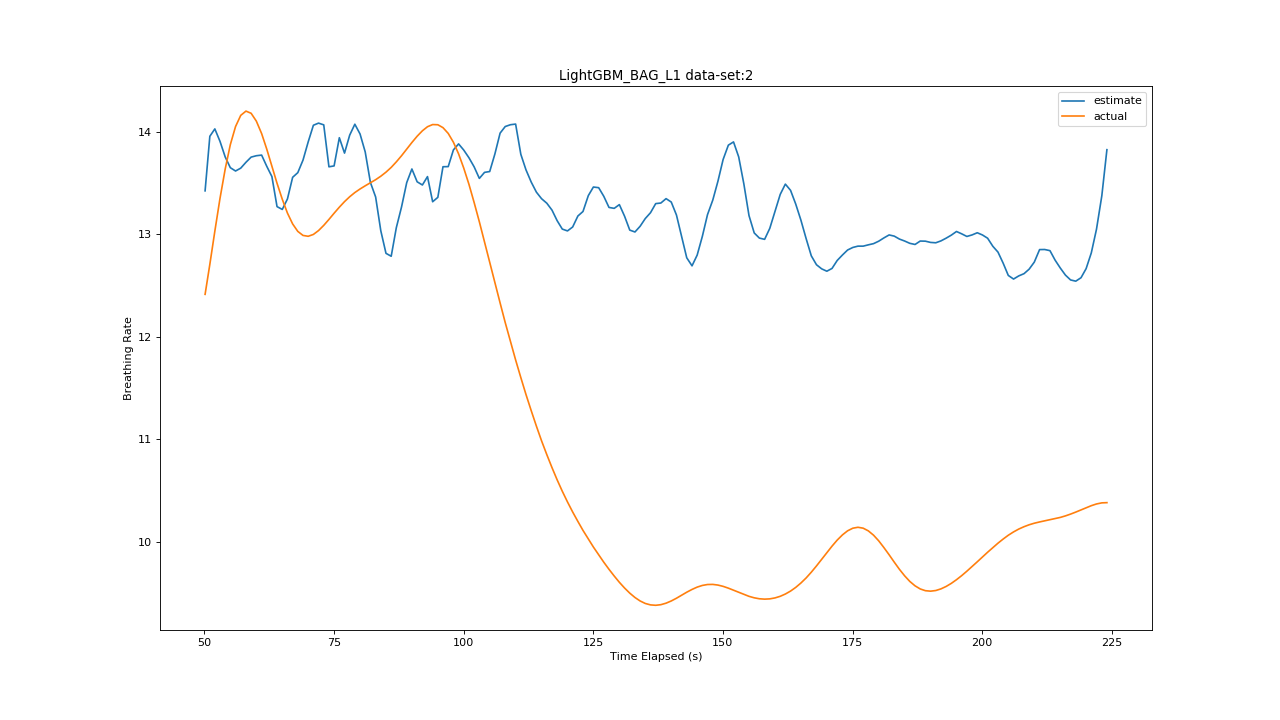 LightGBM_BAG_L1 data-set:2
estimate
actual
14
13
12
11
10
Breathing Rate
50 75 100 125 150 175 200 225
Time Elapsed (s)